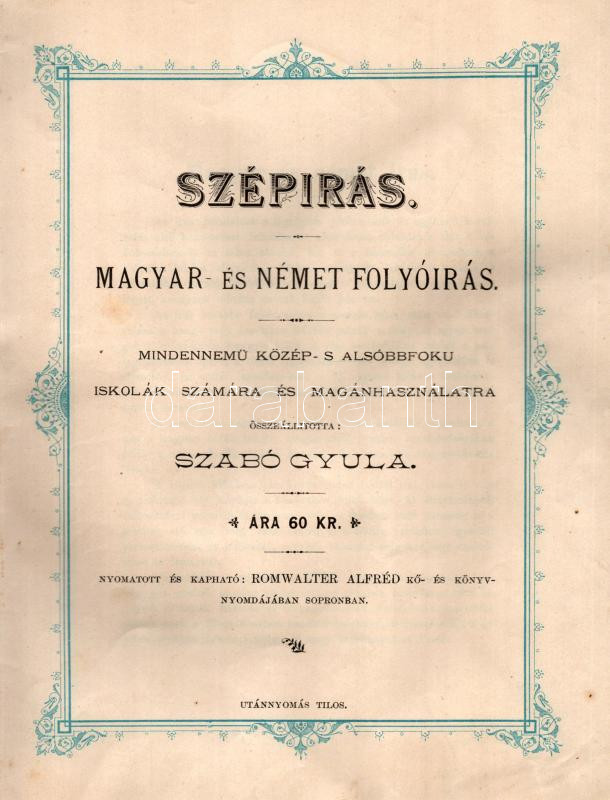 SZÉPIRÁS.
MAGYAR- ÉS NÉMET FOLYÓIRÁS.
MINDENNEMÜ KÖZÉP- S ALSÓBBFOKU
ISKOLÁK SZÁMÁRA ÉS MAGÁNHASZNÁLATRA
darabanth
ÖSSZEÁLLITOTTA:
SZABÓ GYULA.
ÁRA 60 KR.
NYOMATOTT ÉS KAPHATÓ: ROMWALTER ALFRÉD KŐ- ÉS KÖNYV-
NYOMDÁJÁBAN SOPRONBAN.
UTÁNNYOMÁS TILOS.